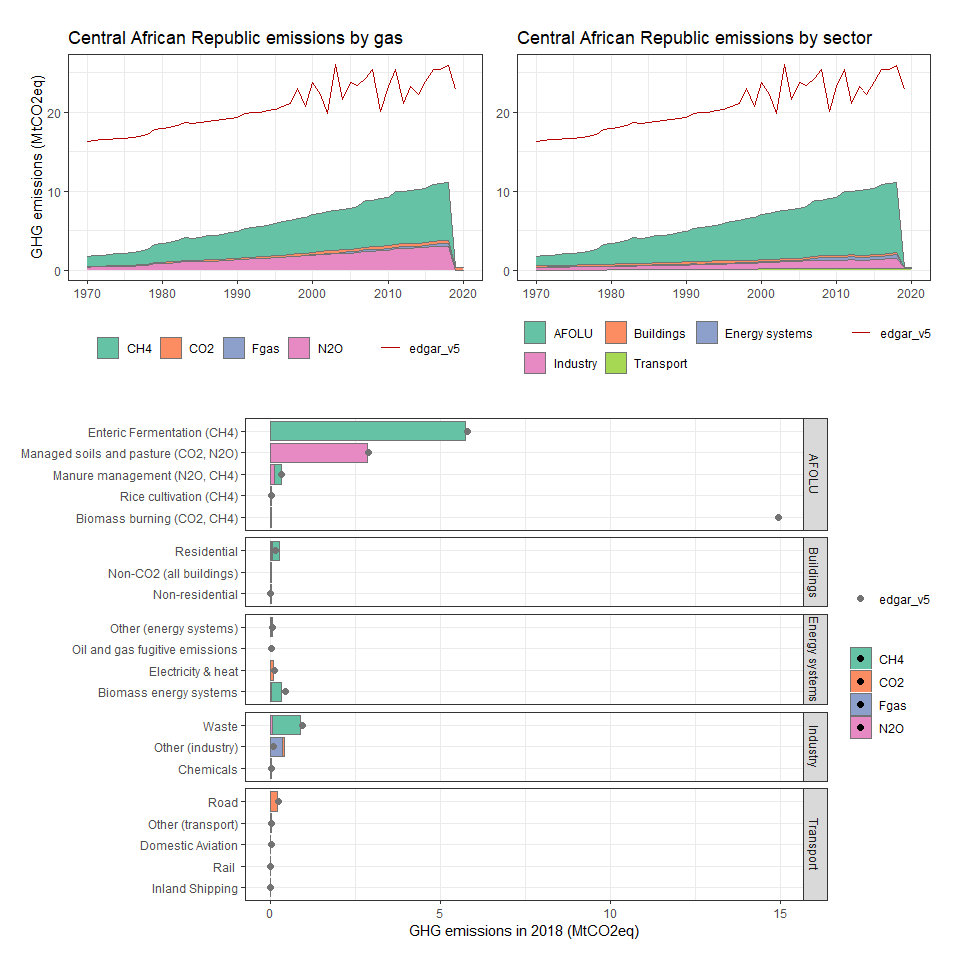 Central African Republic emissions by gas
Central African Republic emissions by sector
GHG emissions (MtCO2eq)
20
10
0
1970 1980 1990 2000 2010 2020
20
10
0
1970 1980 1990 2000 2010 2020
CH4 CO2 Fgas N2O edgar_v5
AFOLU Buildings Energy systems edgar_v5
Industry Transport
Enteric Fermentation (CH4)
Managed soils and pasture (CO2, N2O)
Manure management (N2O, CH4)
Rice cultivation (CH4)
Biomass burning (CO2, CH4)
AFOLU
Residential
Non-CO2 (all buildings)
Non-residential
Buildings
Other (energy systems)
Oil and gas fugitive emissions
Electricity & heat
Biomass energy systems
Energy systems
Waste
Other (industry)
Chemicals
Industry
Road
Other (transport)
Domestic Aviation
Rail
Inland Shipping
Transport
0 5 10 15
GHG emissions in 2018 (MtCO2eq)
edgar_v5
CH4
CO2
Fgas
N2O